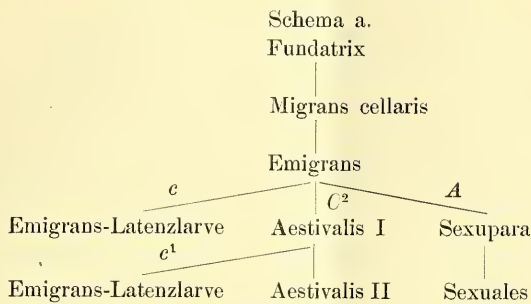 Schema a.
Fundatrix
Migrans cellaris
Emigrans
c C² A
Emigrans-Latenzlarve Aestivalis I Sexupara
c¹
Emigrans-Latenzlarve Aestivalis II Sexuales